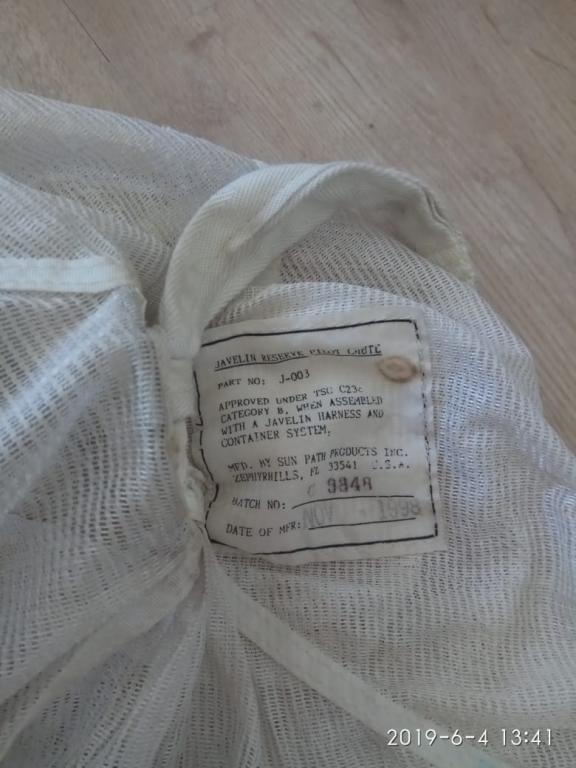 JAVELIN RESERVE PILOT CHUTE
PART NO: J-003
APPROVED UNDER TSO C23c
CATEGORY B, WHEN ASSEMBLED
WITH A JAVELIN HARNESS AND
CONTAINER SYSTEM.
MFD. BY SUN PATH PRODUCTS INC.
ZEPHYRHILLS, FL 33541 U.S.A.
BATCH NO: 9848
DATE OF MFR: NOV 1998
2019-6-4 13:41